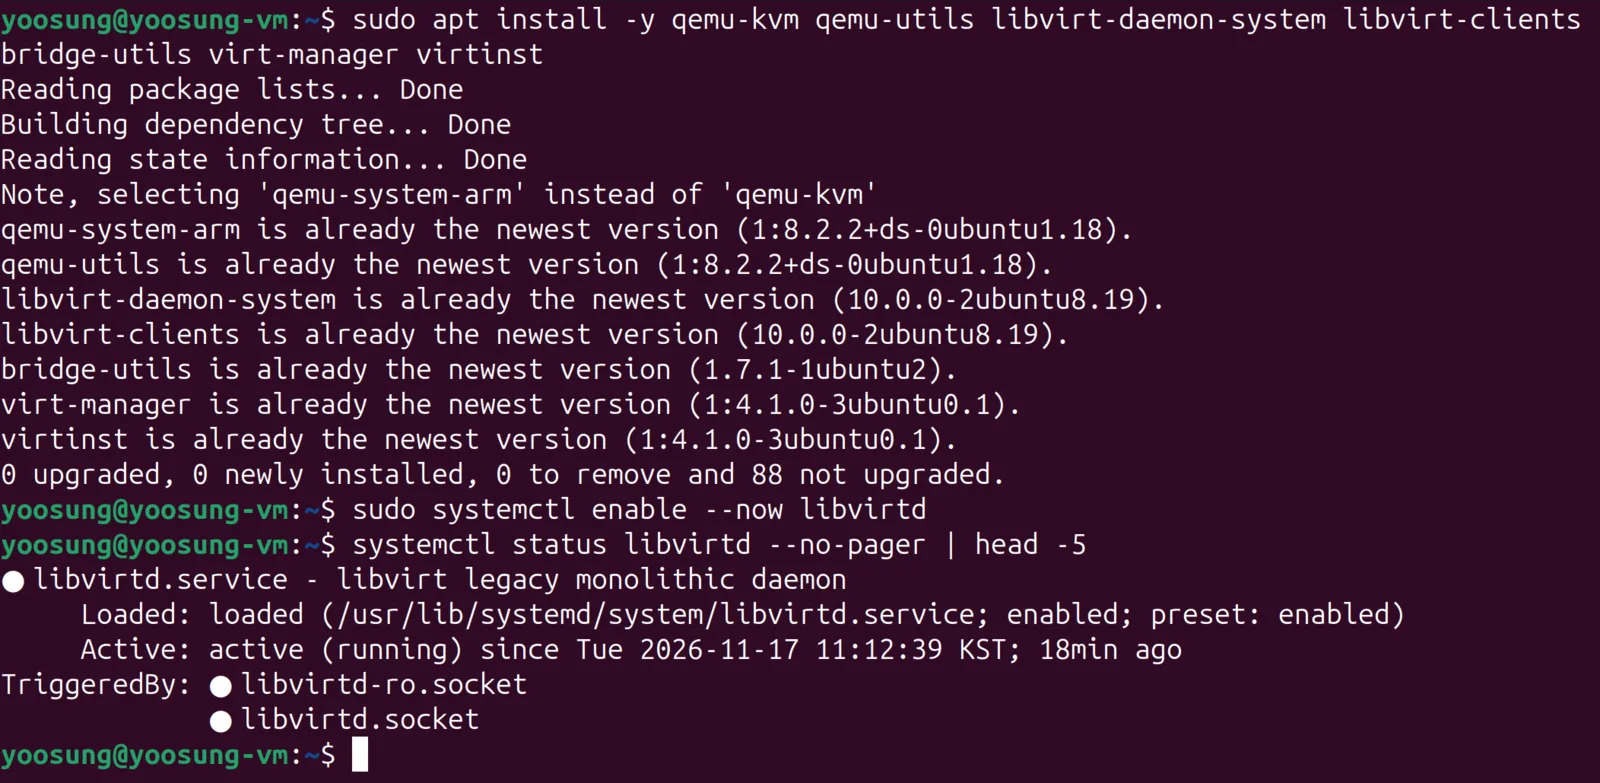 yoosung@yoosung-vm:~$ sudo apt install -y qemu-kvm qemu-utils libvirt-daemon-system libvirt-clients
bridge-utils virt-manager virtinst
Reading package lists... Done
Building dependency tree... Done
Reading state information... Done
Note, selecting 'qemu-system-arm' instead of 'qemu-kvm'
qemu-system-arm is already the newest version (1:8.2.2+ds-0ubuntu1.18).
qemu-utils is already the newest version (1:8.2.2+ds-0ubuntu1.18).
libvirt-daemon-system is already the newest version (10.0.0-2ubuntu8.19).
libvirt-clients is already the newest version (10.0.0-2ubuntu8.19).
bridge-utils is already the newest version (1.7.1-1ubuntu2).
virt-manager is already the newest version (1:4.1.0-3ubuntu0.1).
virtinst is already the newest version (1:4.1.0-3ubuntu0.1).
0 upgraded, 0 newly installed, 0 to remove and 88 not upgraded.
yoosung@yoosung-vm:~$ sudo systemctl enable --now libvirtd
yoosung@yoosung-vm:~$ systemctl status libvirtd --no-pager | head -5
● libvirtd.service - libvirt legacy monolithic daemon
     Loaded: loaded (/usr/lib/systemd/system/libvirtd.service; enabled; preset: enabled)
     Active: active (running) since Tue 2026-11-17 11:12:39 KST; 18min ago
TriggeredBy: ● libvirtd-ro.socket
             ● libvirtd.socket
yoosung@yoosung-vm:~$